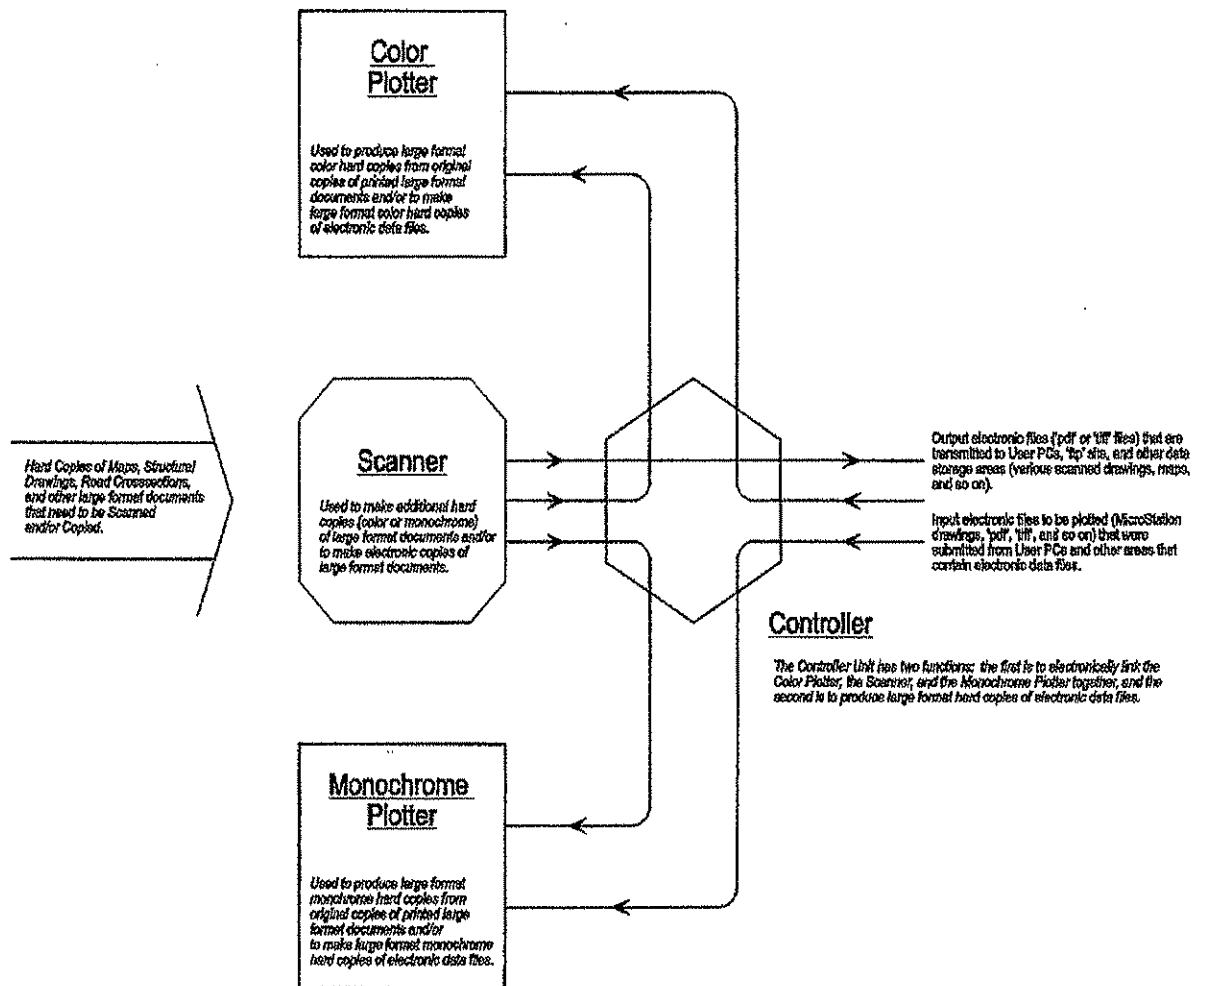 Color
Plotter
Used to produce large format
color hard copies from original
copies of printed large format
documents and/or to make
large format color hard copies
of electronic data files.
Hard Copies of Maps, Structural
Drawings, Road Crosssections,
and other large format documents
that need to be Scanned
and/or Copied.
Scanner
Used to make additional hard
copies (color or monochrome)
of large format documents and/or
to make electronic copies of
large format documents.
Output electronic files ('pdf' or 'tiff' files) that are
transmitted to User PCs, 'ftp' site, and other data
storage areas (various scanned drawings, maps,
and so on).
Input electronic files to be plotted (MicroStation
drawings, 'pdf', 'tiff', and so on) that were
submitted from User PCs and other areas that
contain electronic data files.
Controller
The Controller Unit has two functions; the first is to electronically link the
Color Plotter, the Scanner, and the Monochrome Plotter together, and the
second is to produce large format hard copies of electronic data files.
Monochrome
Plotter
Used to produce large format
monochrome hard copies from
original copies of printed large
format documents and/or
to make large format monochrome
hard copies of electronic data files.